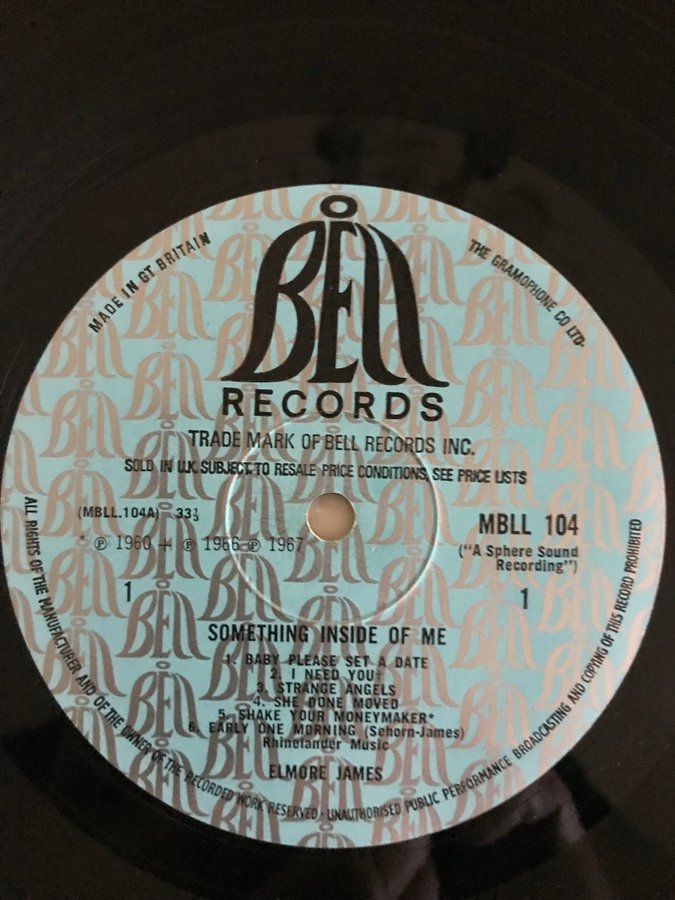 BELL
RECORDS
MADE IN GT BRITAIN
THE GRAMOPHONE CO LTD·
TRADE MARK OF BELL RECORDS INC.
SOLD IN U.K. SUBJECT TO RESALE PRICE CONDITIONS, SEE PRICE LISTS
(MBLL.104A) 33⅓
MBLL 104
* ℗ 1960 + ℗ 1966 ℗ 1967
("A Sphere Sound
Recording")
1
1
SOMETHING INSIDE OF ME
1. BABY PLEASE SET A DATE
2. I NEED YOU+
3. STRANGE ANGELS
4. SHE DONE MOVED
5. SHAKE YOUR MONEYMAKER*
6. EARLY ONE MORNING (Sehorn-James)
Rhinelander Music
ELMORE JAMES
ALL RIGHTS OF THE MANUFACTURER AND OF THE OWNER OF THE RECORDED WORK RESERVED · UNAUTHORISED PUBLIC PERFORMANCE BROADCASTING AND COPYING OF THIS RECORD PROHIBITED